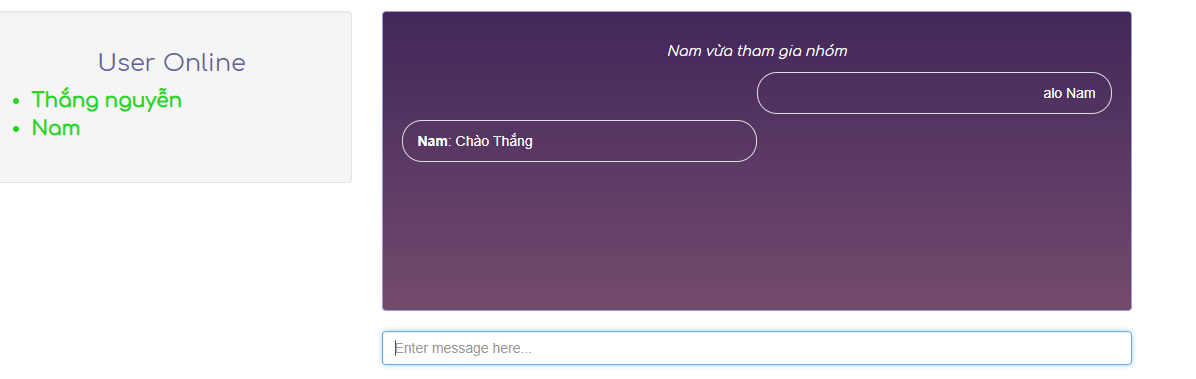 User Online
Thắng nguyễn
Nam
Nam vừa tham gia nhóm
alo Nam
Nam: Chào Thắng
Enter message here...